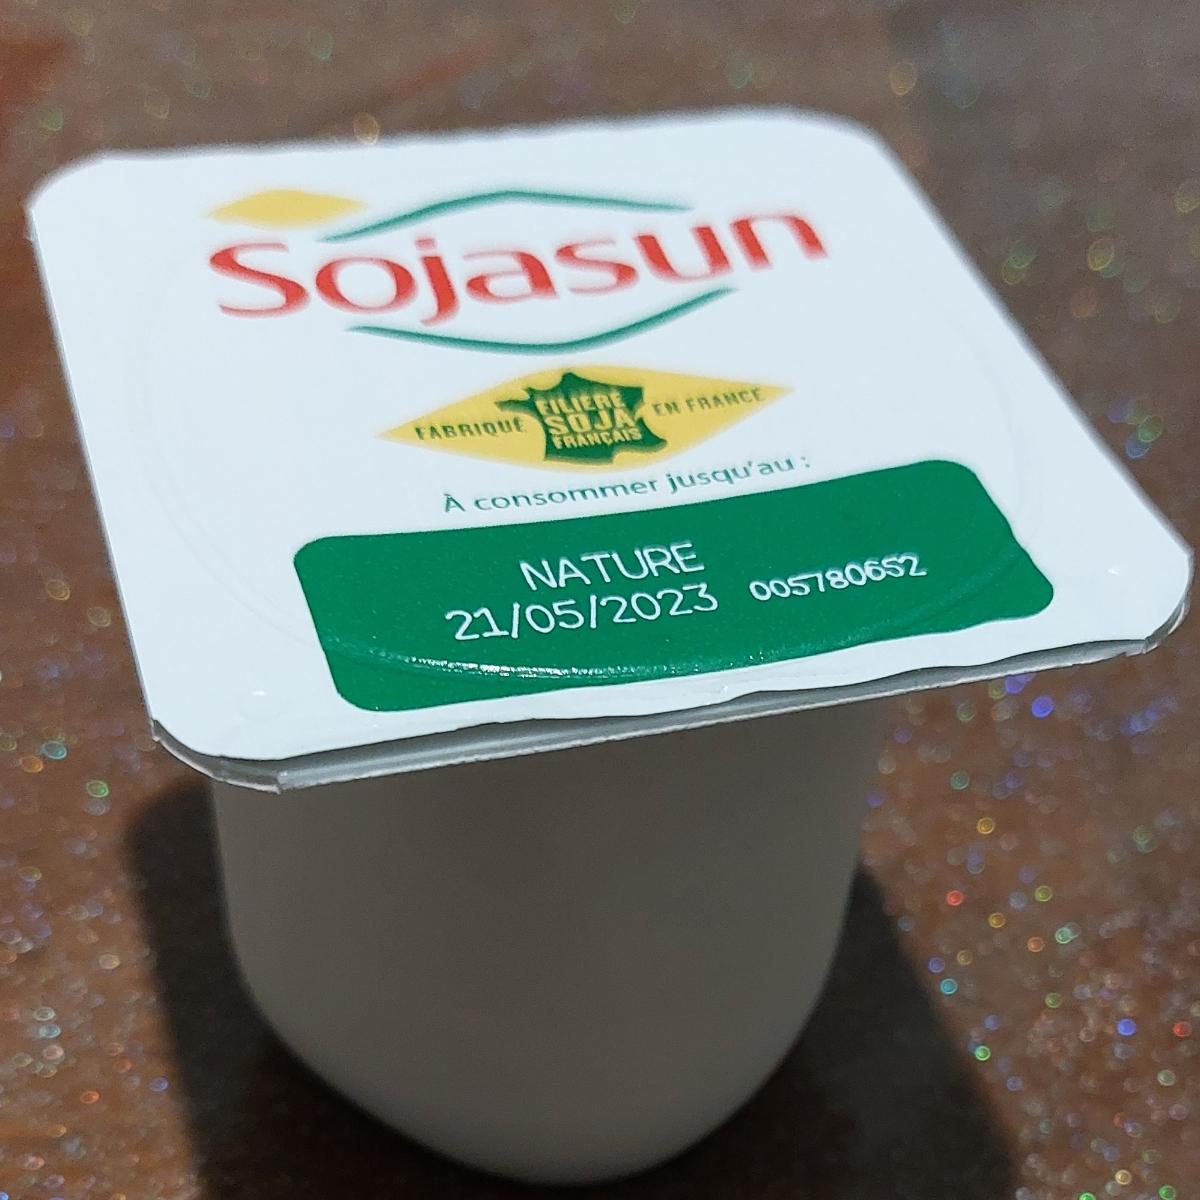 Sojasun
FABRIQUÉ
FILIÈRE
SOJA
FRANÇAIS
EN FRANCE
À consommer jusqu'au :
NATURE
21/05/2023 005780652